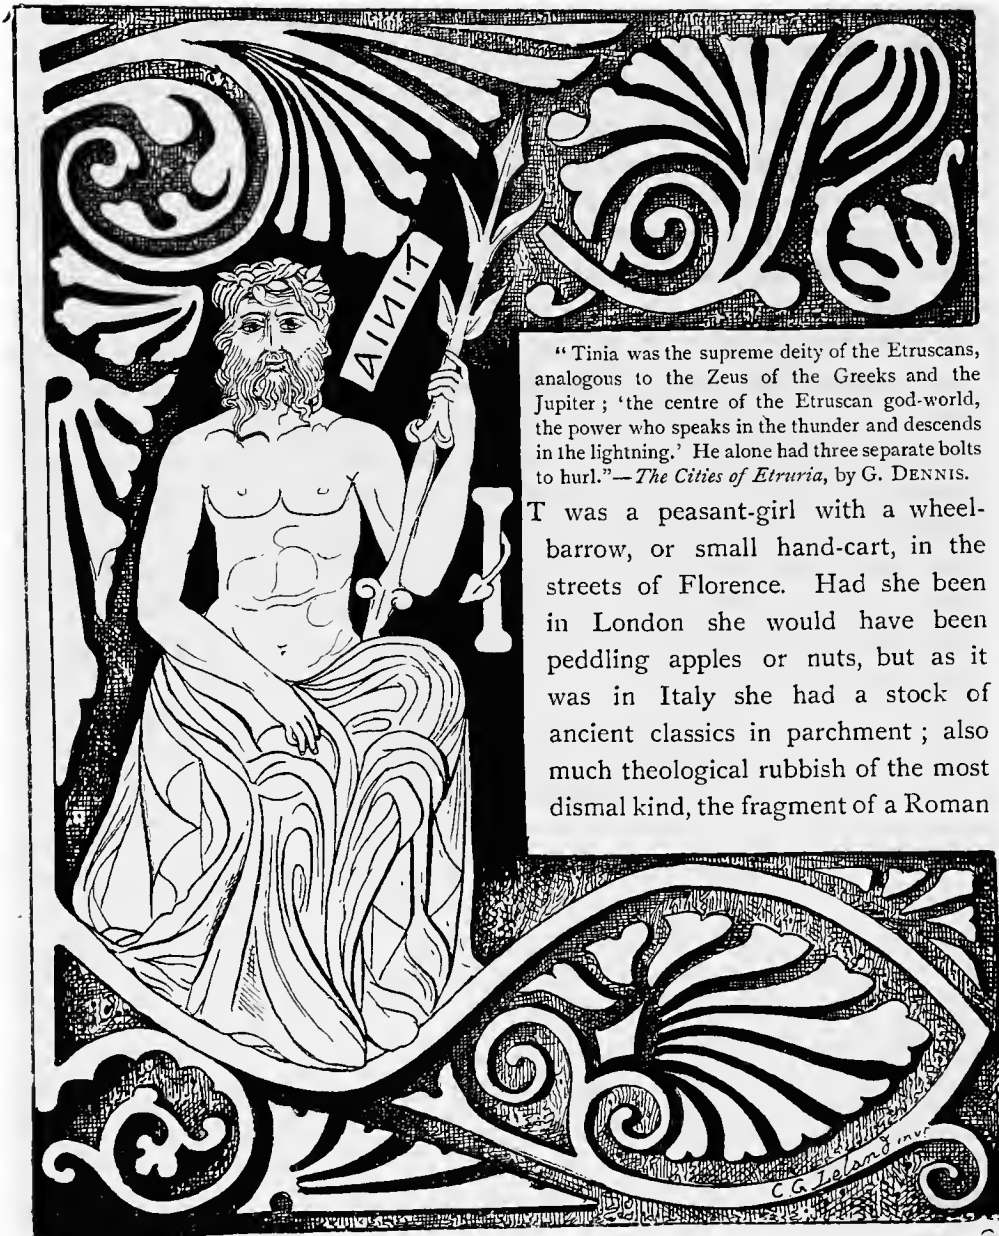 AINIT
“ Tinia was the supreme deity of the Etruscans,
analogous to the Zeus of the Greeks and the
Jupiter ; ‘the centre of the Etruscan god-world,
the power who speaks in the thunder and descends
in the lightning.’ He alone had three separate bolts
to hurl.”—The Cities of Etruria, by G. DENNIS.
IT was a peasant-girl with a wheel-
barrow, or small hand-cart, in the
streets of Florence. Had she been
in London she would have been
peddling apples or nuts, but as it
was in Italy she had a stock of
ancient classics in parchment ; also
much theological rubbish of the most
dismal kind, the fragment of a Roman
C. G. Leland invt